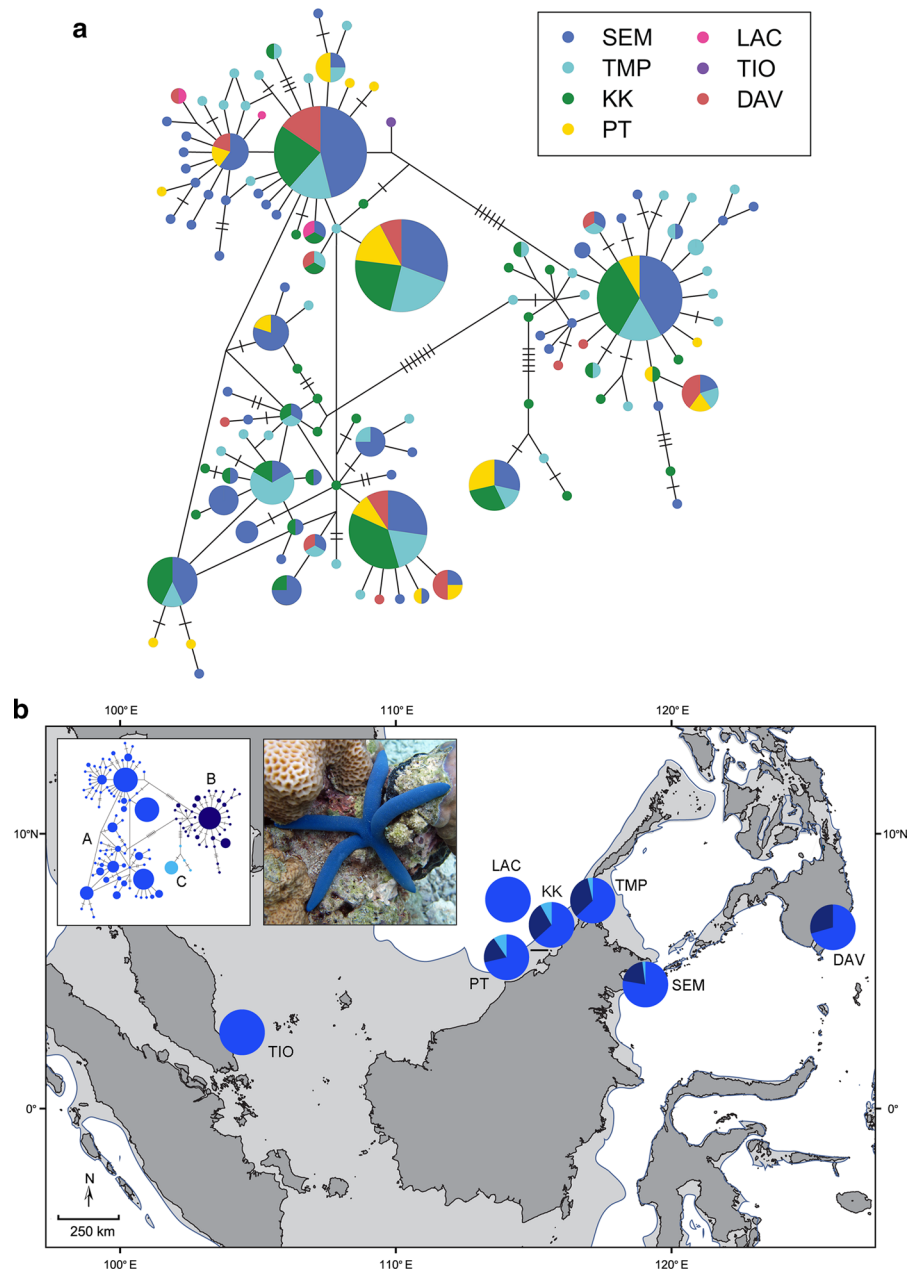 a
SEM
TMP
KK
PT
LAC
TIO
DAV
b
100° E
110° E
120° E
10°N
10°N
0°
0°
A
B
C
LAC
KK
TMP
PT
SEM
DAV
TIO
N
250 km
100° E
110° E
120° E